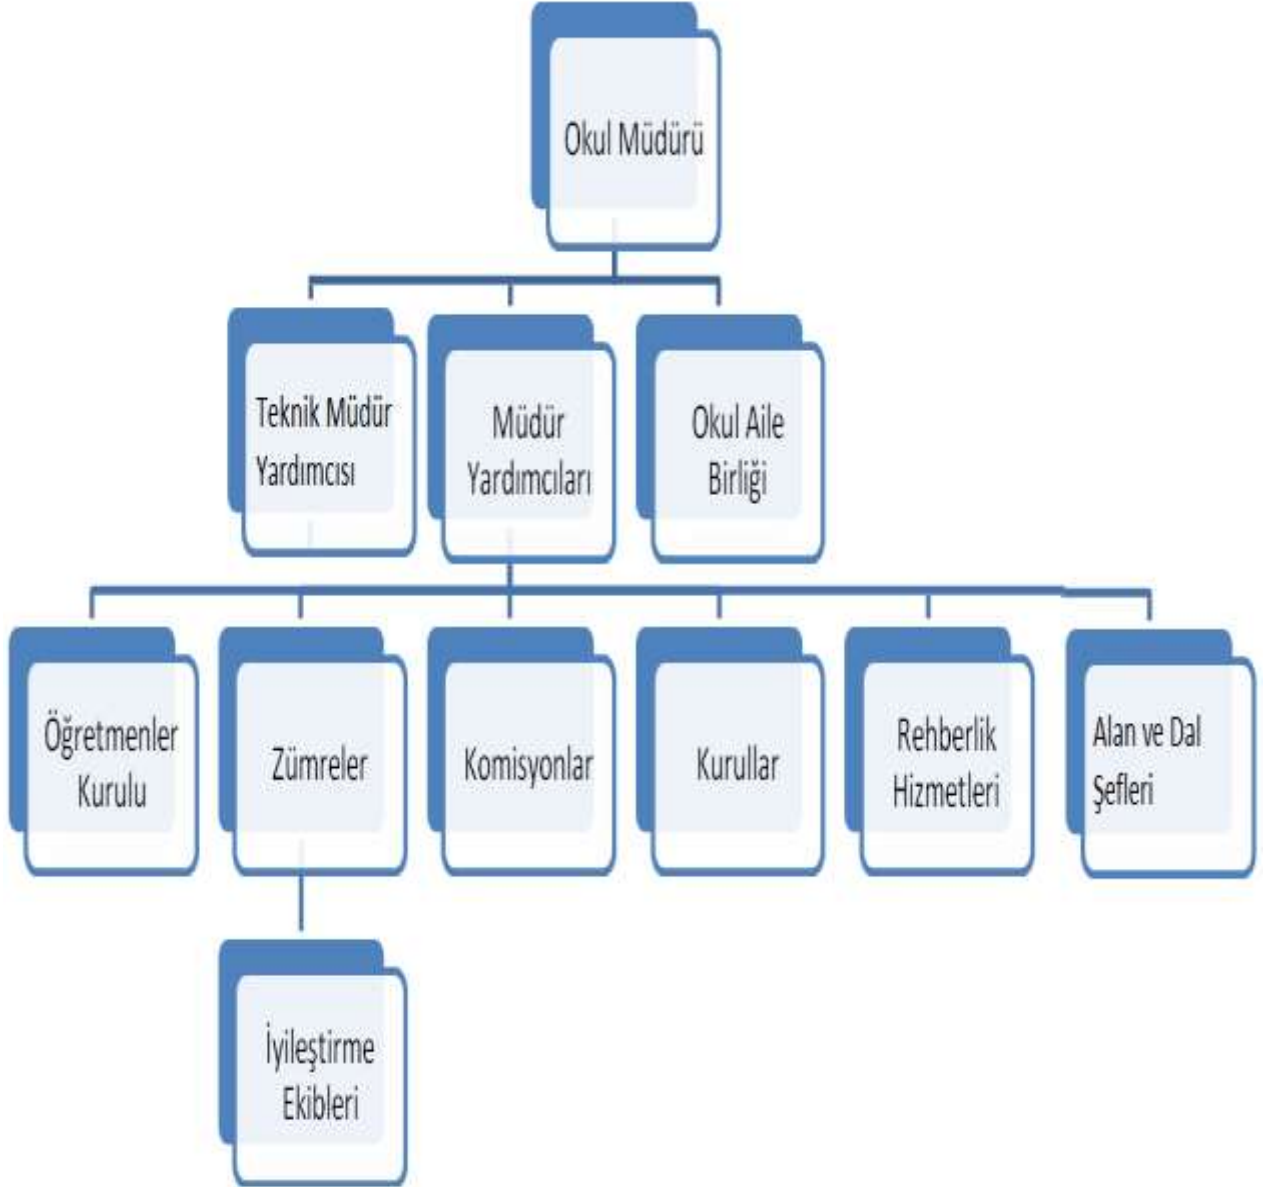 Okul Müdürü
Teknik Müdür
Yardımcısı
Müdür
Yardımcıları
Okul Aile
Birliği
Öğretmenler
Kurulu
Zümreler
Komisyonlar
Kurullar
Rehberlik
Hizmetleri
Alan ve Dal
Şefleri
İyileştirme
Ekibleri